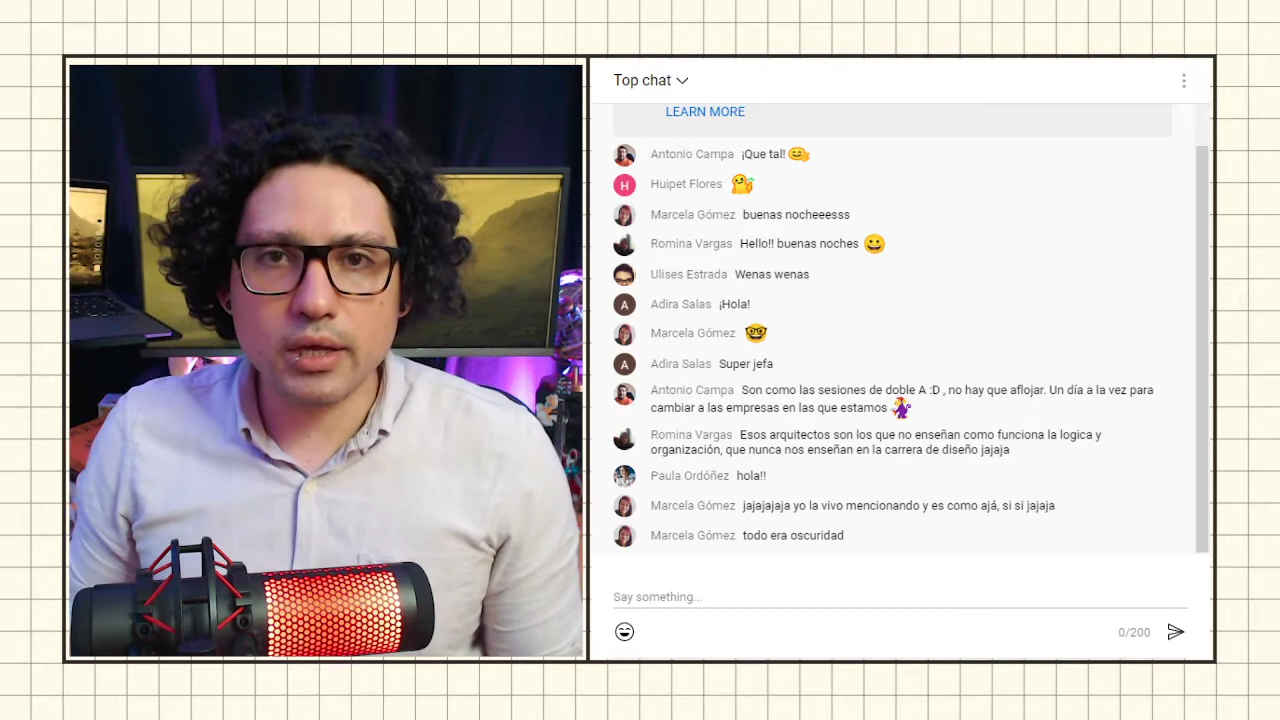 Top chat
LEARN MORE
Antonio Campa ¡Que tal! 😊
H Huipet Flores
Marcela Gómez buenas nocheeesss
Romina Vargas Hello!! buenas noches 😀
Ulises Estrada Wenas wenas
A Adira Salas ¡Hola!
Marcela Gómez 🤓
A Adira Salas Super jefa
Antonio Campa Son como las sesiones de doble A :D , no hay que aflojar. Un día a la vez para
cambiar a las empresas en las que estamos
Romina Vargas Esos arquitectos son los que no enseñan como funciona la logica y
organización, que nunca nos enseñan en la carrera de diseño jajaja
Paula Ordóñez hola!!
Marcela Gómez jajajajaja yo la vivo mencionando y es como ajá, si si jajaja
Marcela Gómez todo era oscuridad
Say something...
0/200